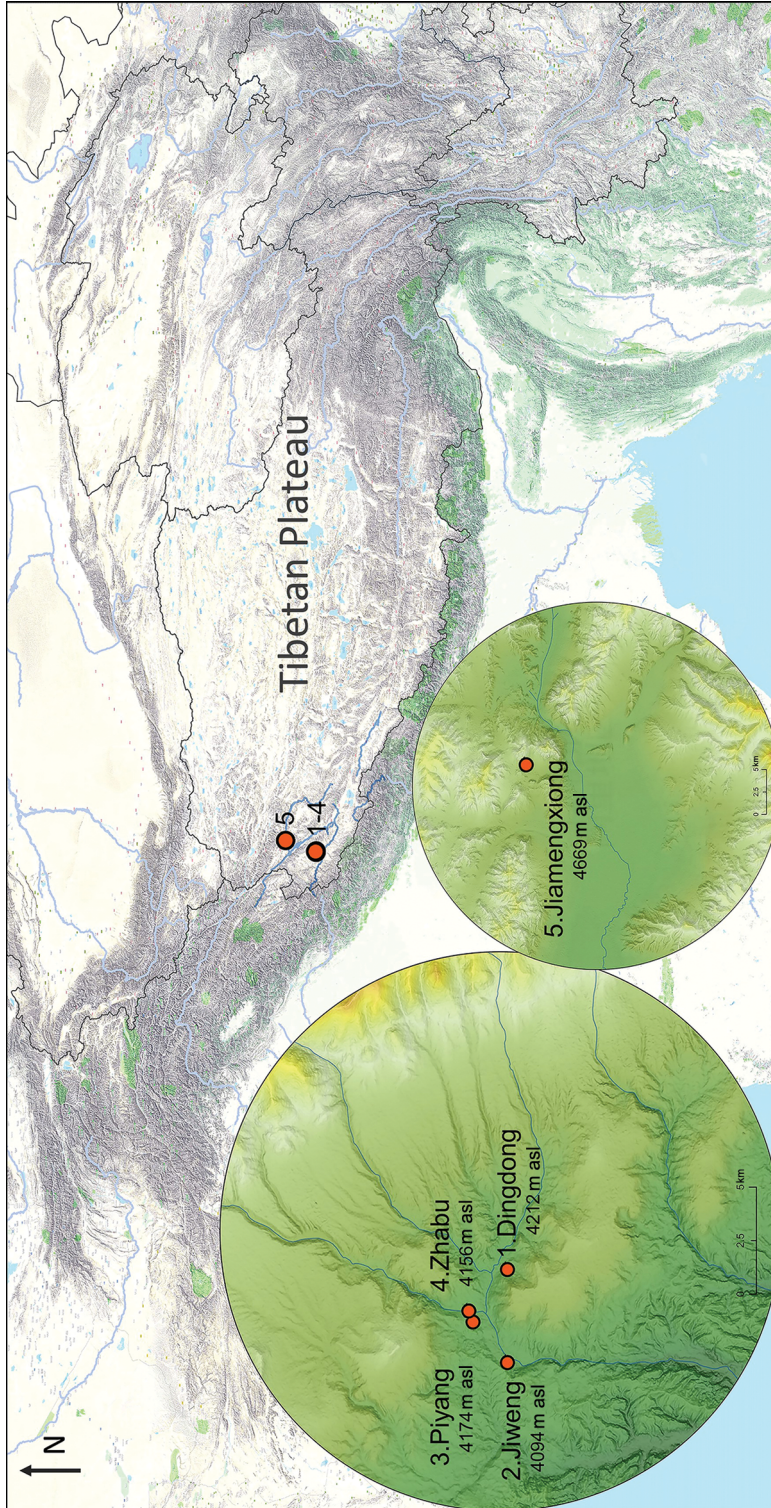 N
Tibetan Plateau
5
1-4
3.Piyang
4174 m asl
4.Zhabu
4156 m asl
2.Jiweng
4094 m asl
1.Dingdong
4212 m asl
0 2.5 5km
5.Jiamengxiong
4669 m asl
0 2.5 5km